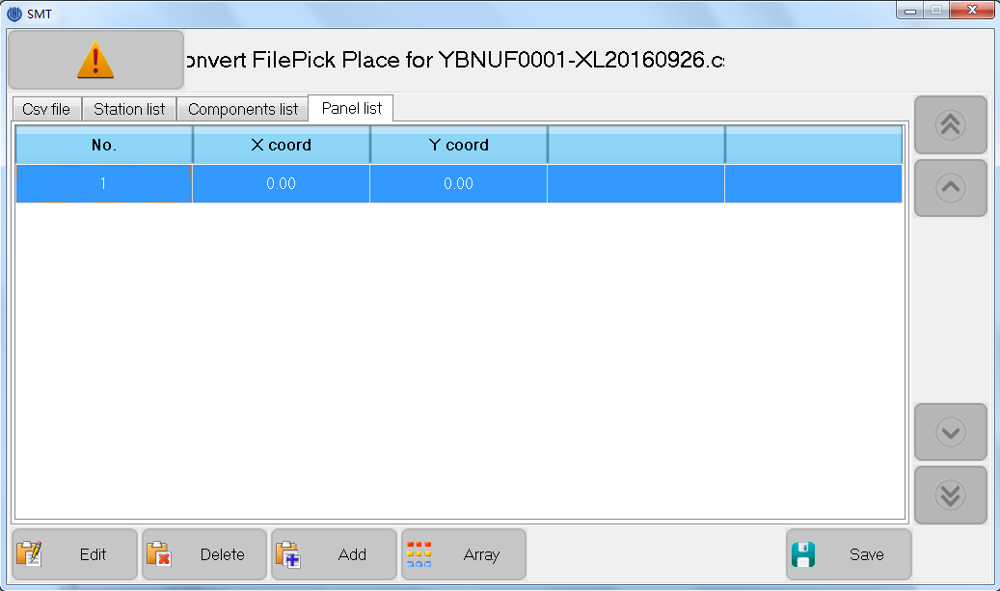 SMT
onvert FilePick Place for YBNUF0001-XL20160926.cs
Csv file Station list Components list Panel list
No. X coord Y coord
1 0.00 0.00
Edit Delete Add Array Save